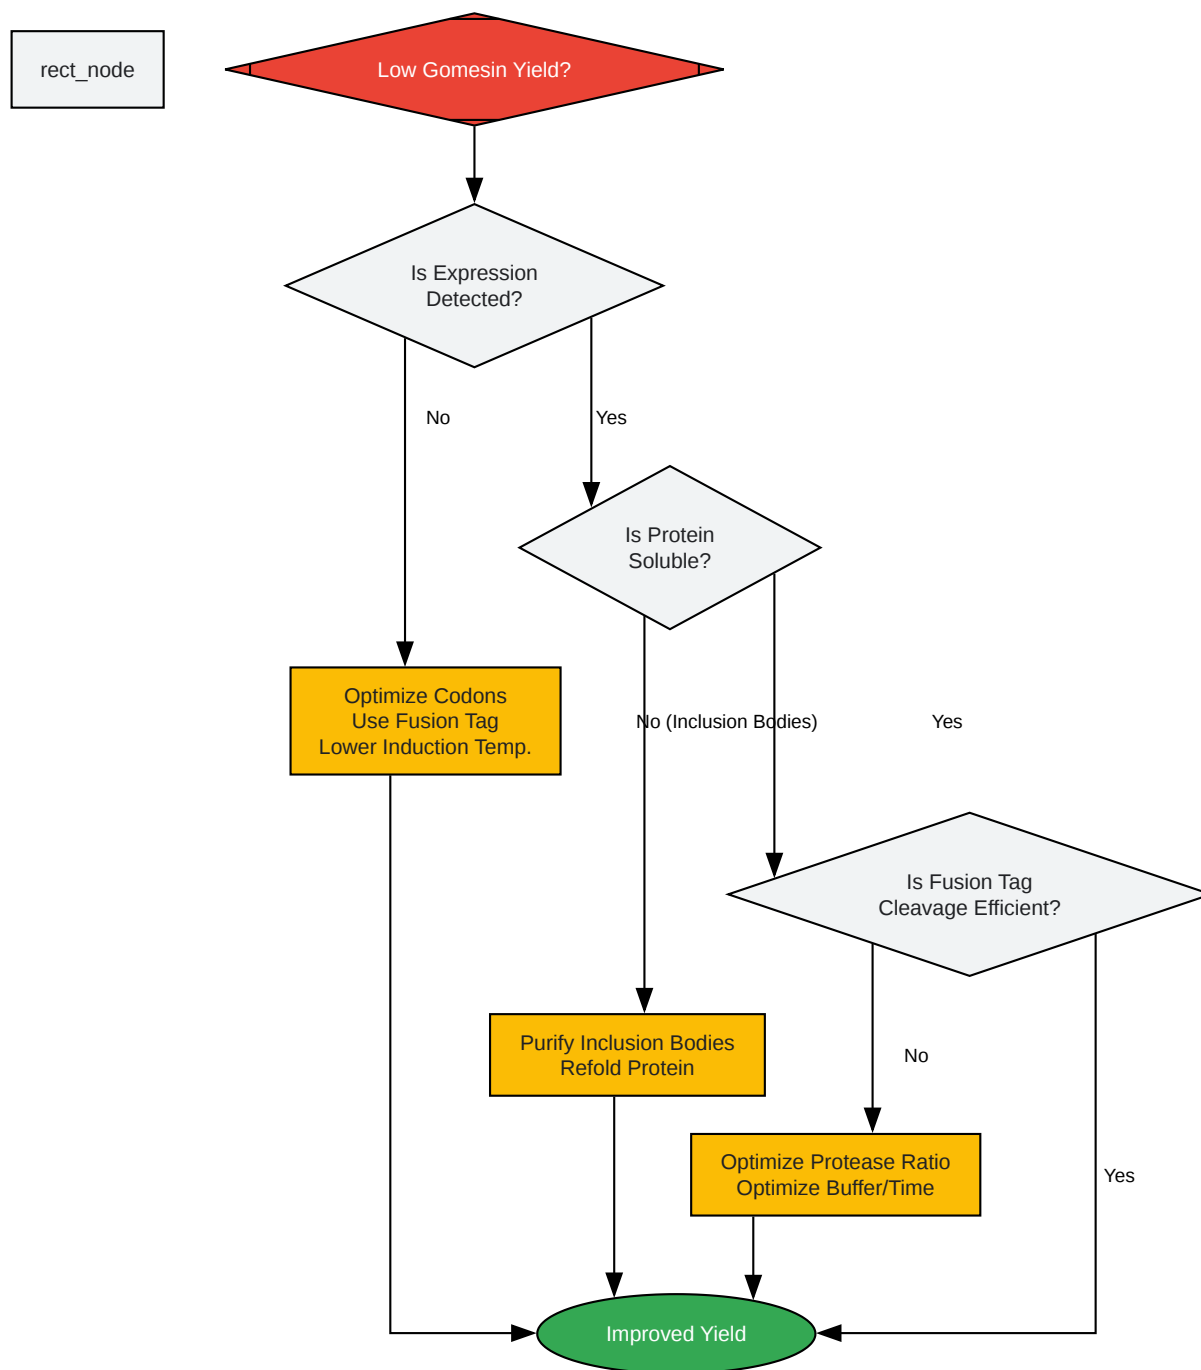 rect_node
Low Gomesin Yield?
Is Expression
Detected?
No
Yes
Is Protein
Soluble?
Optimize Codons
Use Fusion Tag
Lower Induction Temp.
No (Inclusion Bodies)
Yes
Is Fusion Tag
Cleavage Efficient?
Purify Inclusion Bodies
Refold Protein
No
Optimize Protease Ratio
Optimize Buffer/Time
Yes
Improved Yield